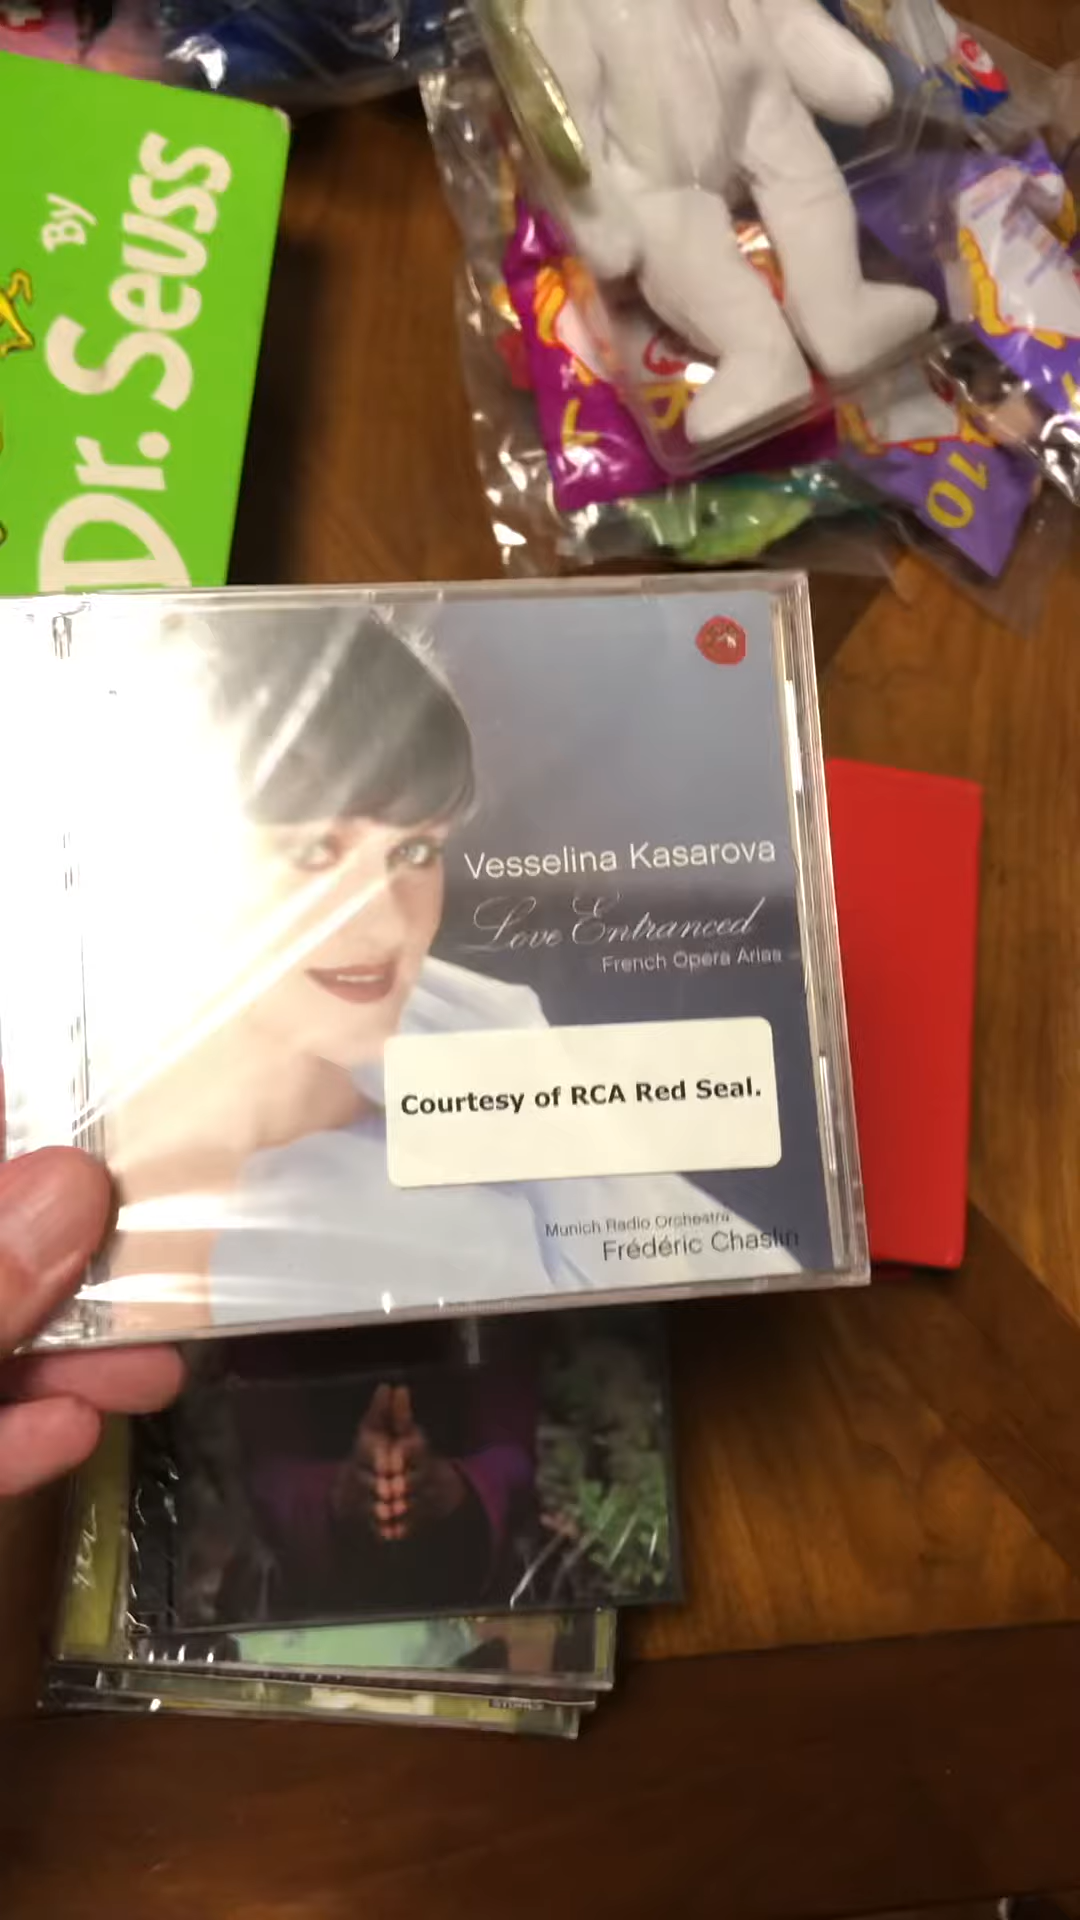 BY
Dr. Seuss
10
Vesselina Kasarova
Love Entranced
French Opera Arias
Courtesy of RCA Red Seal.
Munich Radio Orchestra
Frédéric Chaslin